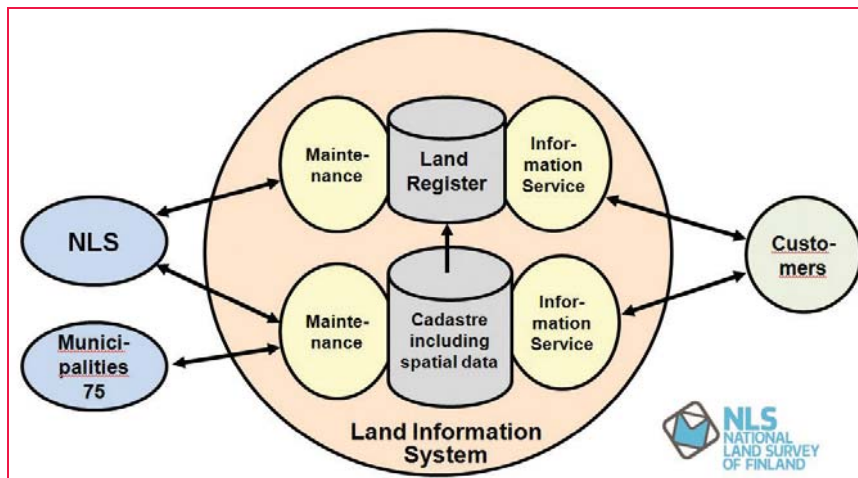 Mainte-
nance
Land
Register
Infor-
mation
Service
NLS
Custo-
mers
Munici-
palities
75
Mainte-
nance
Cadastre
including
spatial data
Infor-
mation
Service
Land Information
System
NLS
NATIONAL
LAND SURVEY
OF FINLAND